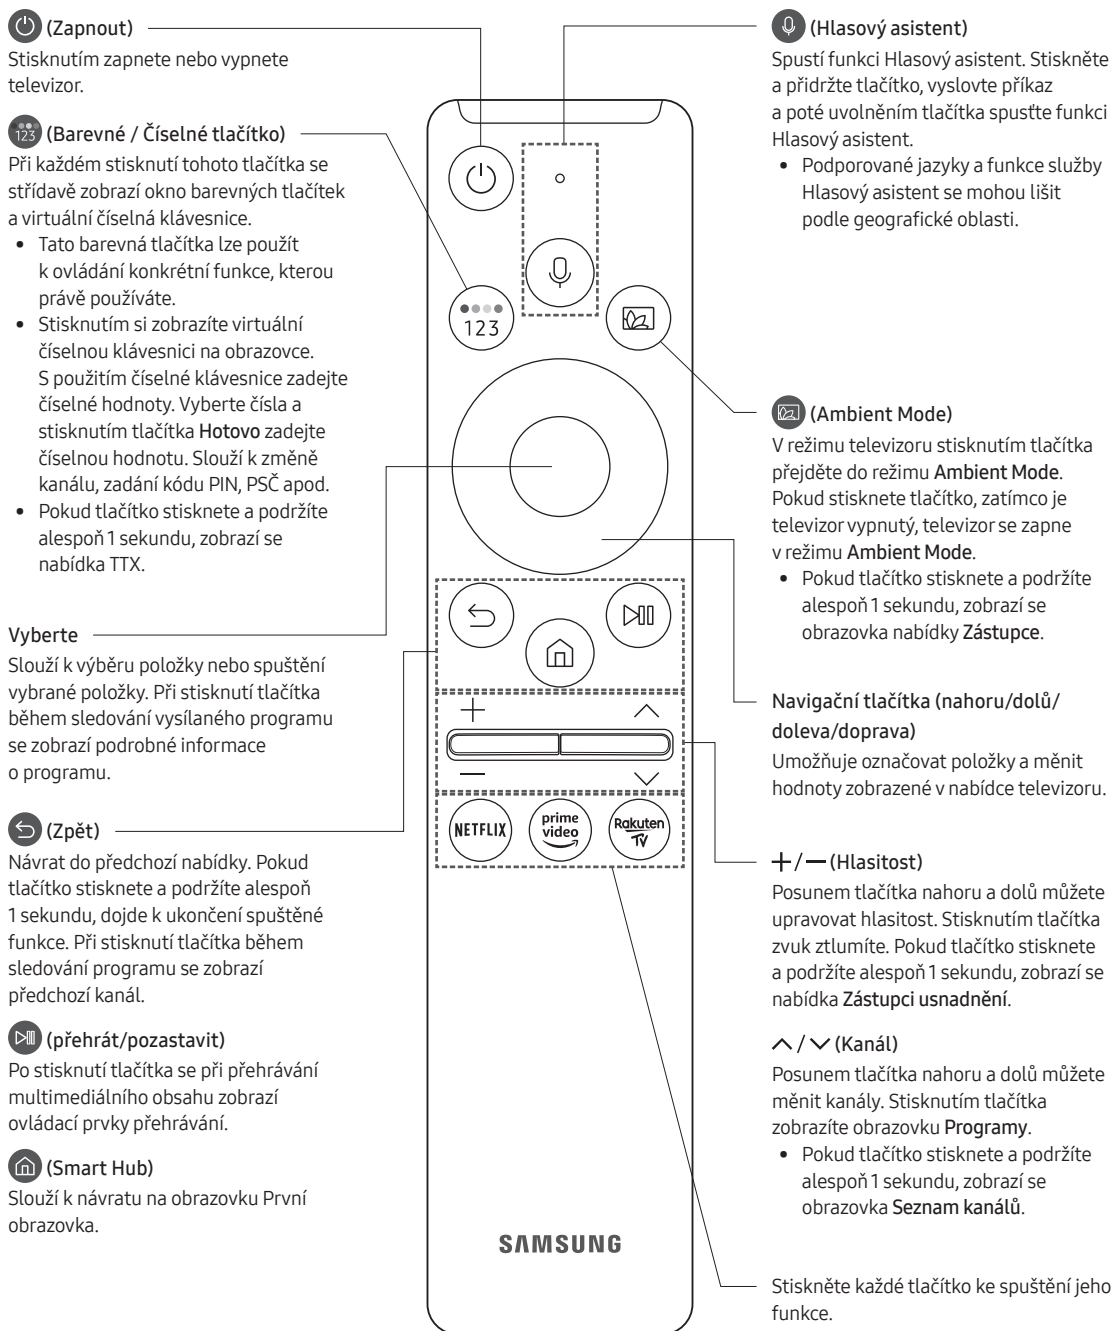 (Zapnout)
Stisknutím zapnete nebo vypnete
televizor.
123 (Barevné / Číselné tlačítko)
Při každém stisknutí tohoto tlačítka se
střídavě zobrazí okno barevných tlačítek
a virtuální číselná klávesnice.
• Tato barevná tlačítka lze použít
k ovládání konkrétní funkce, kterou
právě používáte.
• Stisknutím si zobrazíte virtuální
číselnou klávesnici na obrazovce.
S použitím číselné klávesnice zadejte
číselné hodnoty. Vyberte čísla a
stisknutím tlačítka Hotovo zadejte
číselnou hodnotu. Slouží k změně
kanálu, zadání kódu PIN, PSČ apod.
• Pokud tlačítko stisknete a podržíte
alespoň 1 sekundu, zobrazí se
nabídka TTX.
Vyberte
Slouží k výběru položky nebo spuštění
vybrané položky. Při stisknutí tlačítka
během sledování vysílaného programu
se zobrazí podrobné informace
o programu.
(Zpět)
Návrat do předchozí nabídky. Pokud
tlačítko stisknete a podržíte alespoň
1 sekundu, dojde k ukončení spuštěné
funkce. Při stisknutí tlačítka během
sledování programu se zobrazí
předchozí kanál.
(přehrát/pozastavit)
Po stisknutí tlačítka se při přehrávání
multimediálního obsahu zobrazí
ovládací prvky přehrávání.
(Smart Hub)
Slouží k návratu na obrazovku První
obrazovka.
123
NETFLIX
prime
video
Rakuten
TV
SAMSUNG
(Hlasový asistent)
Spustí funkci Hlasový asistent. Stiskněte
a přidržte tlačítko, vyslovte příkaz
a poté uvolněním tlačítka spusťte funkci
Hlasový asistent.
• Podporované jazyky a funkce služby
Hlasový asistent se mohou lišit
podle geografické oblasti.
(Ambient Mode)
V režimu televizoru stisknutím tlačítka
přejděte do režimu Ambient Mode.
Pokud stisknete tlačítko, zatímco je
televizor vypnutý, televizor se zapne
v režimu Ambient Mode.
• Pokud tlačítko stisknete a podržíte
alespoň 1 sekundu, zobrazí se
obrazovka nabídky Zástupce.
Navigační tlačítka (nahoru/dolů/
doleva/doprava)
Umožňuje označovat položky a měnit
hodnoty zobrazené v nabídce televizoru.
+/− (Hlasitost)
Posunem tlačítka nahoru a dolů můžete
upravovat hlasitost. Stisknutím tlačítka
zvuk ztlumíte. Pokud tlačítko stisknete
a podržíte alespoň 1 sekundu, zobrazí se
nabídka Zástupci usnadnění.
/ (Kanál)
Posunem tlačítka nahoru a dolů můžete
měnit kanály. Stisknutím tlačítka
zobrazíte obrazovku Programy.
• Pokud tlačítko stisknete a podržíte
alespoň 1 sekundu, zobrazí se
obrazovka Seznam kanálů.
Stiskněte každé tlačítko ke spuštění jeho
funkce.